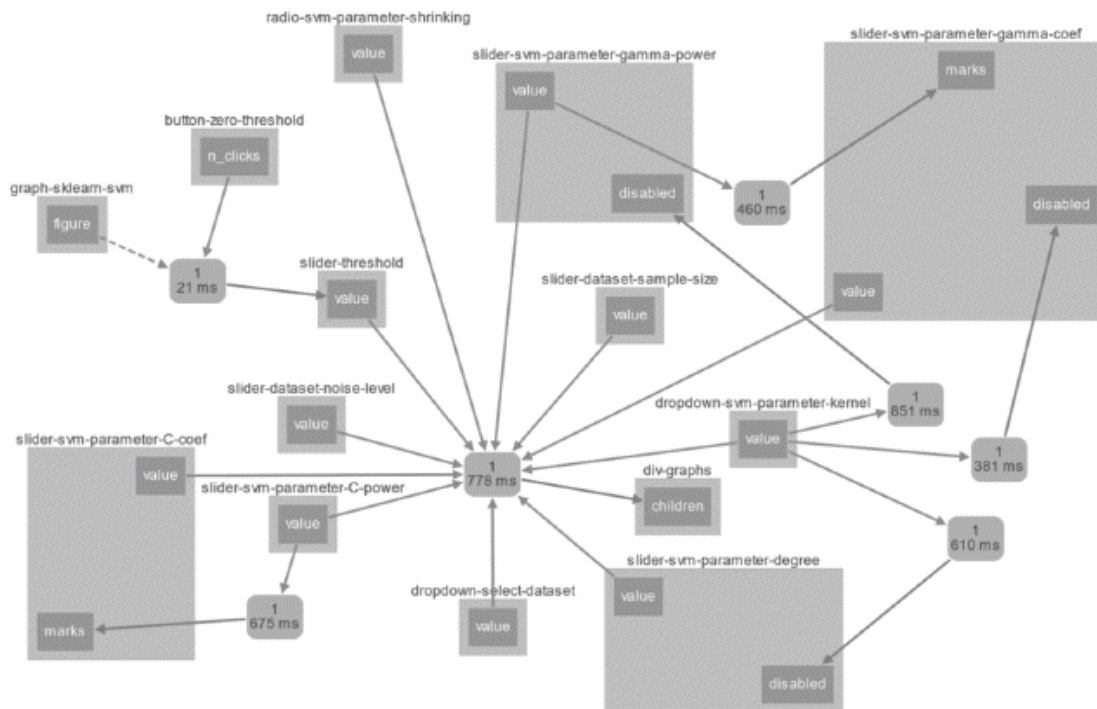 radio-svm-parameter-shrinking
value
slider-svm-parameter-gamma-power
value
disabled
slider-svm-parameter-gamma-coef
marks
disabled
value
button-zero-threshold
n_clicks
graph-sklearn-svm
figure
1
21 ms
1
460 ms
slider-threshold
value
slider-dataset-sample-size
value
slider-dataset-noise-level
value
dropdown-svm-parameter-kernel
value
1
851 ms
1
381 ms
slider-svm-parameter-C-coef
value
marks
slider-svm-parameter-C-power
value
1
778 ms
div-graphs
children
1
610 ms
1
675 ms
dropdown-select-dataset
value
slider-svm-parameter-degree
value
disabled